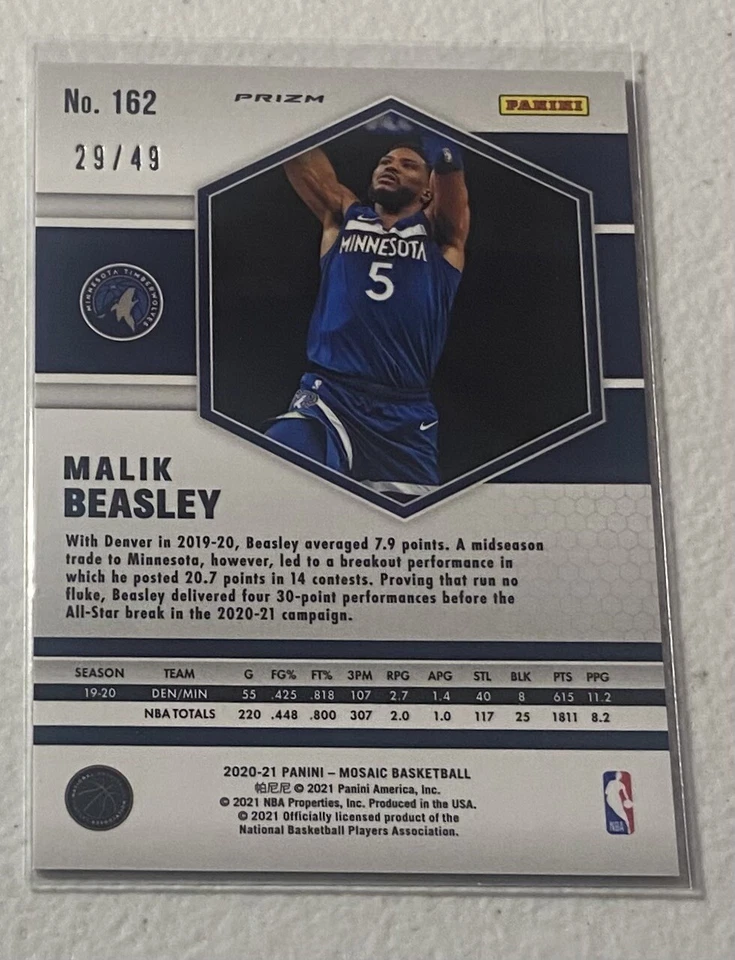 No. 162
PRIZM
PANINI
29/49
MINNESOTA TIMBERWOLVES
MINNESOTA
5
MALIK
BEASLEY
With Denver in 2019-20, Beasley averaged 7.9 points. A midseason
trade to Minnesota, however, led to a breakout performance in
which he posted 20.7 points in 14 contests. Proving that run no
fluke, Beasley delivered four 30-point performances before the
All-Star break in the 2020-21 campaign.
SEASON TEAM G FG% FT% 3PM RPG APG STL BLK PTS PPG
19-20 DEN/MIN 55 .425 .818 107 2.7 1.4 40 8 615 11.2
NBA TOTALS 220 .448 .800 307 2.0 1.0 117 25 1811 8.2
2020-21 PANINI – MOSAIC BASKETBALL
帕尼尼 © 2021 Panini America, Inc.
© 2021 NBA Properties, Inc. Produced in the USA.
© 2021 Officially licensed product of the
National Basketball Players Association.
NBA